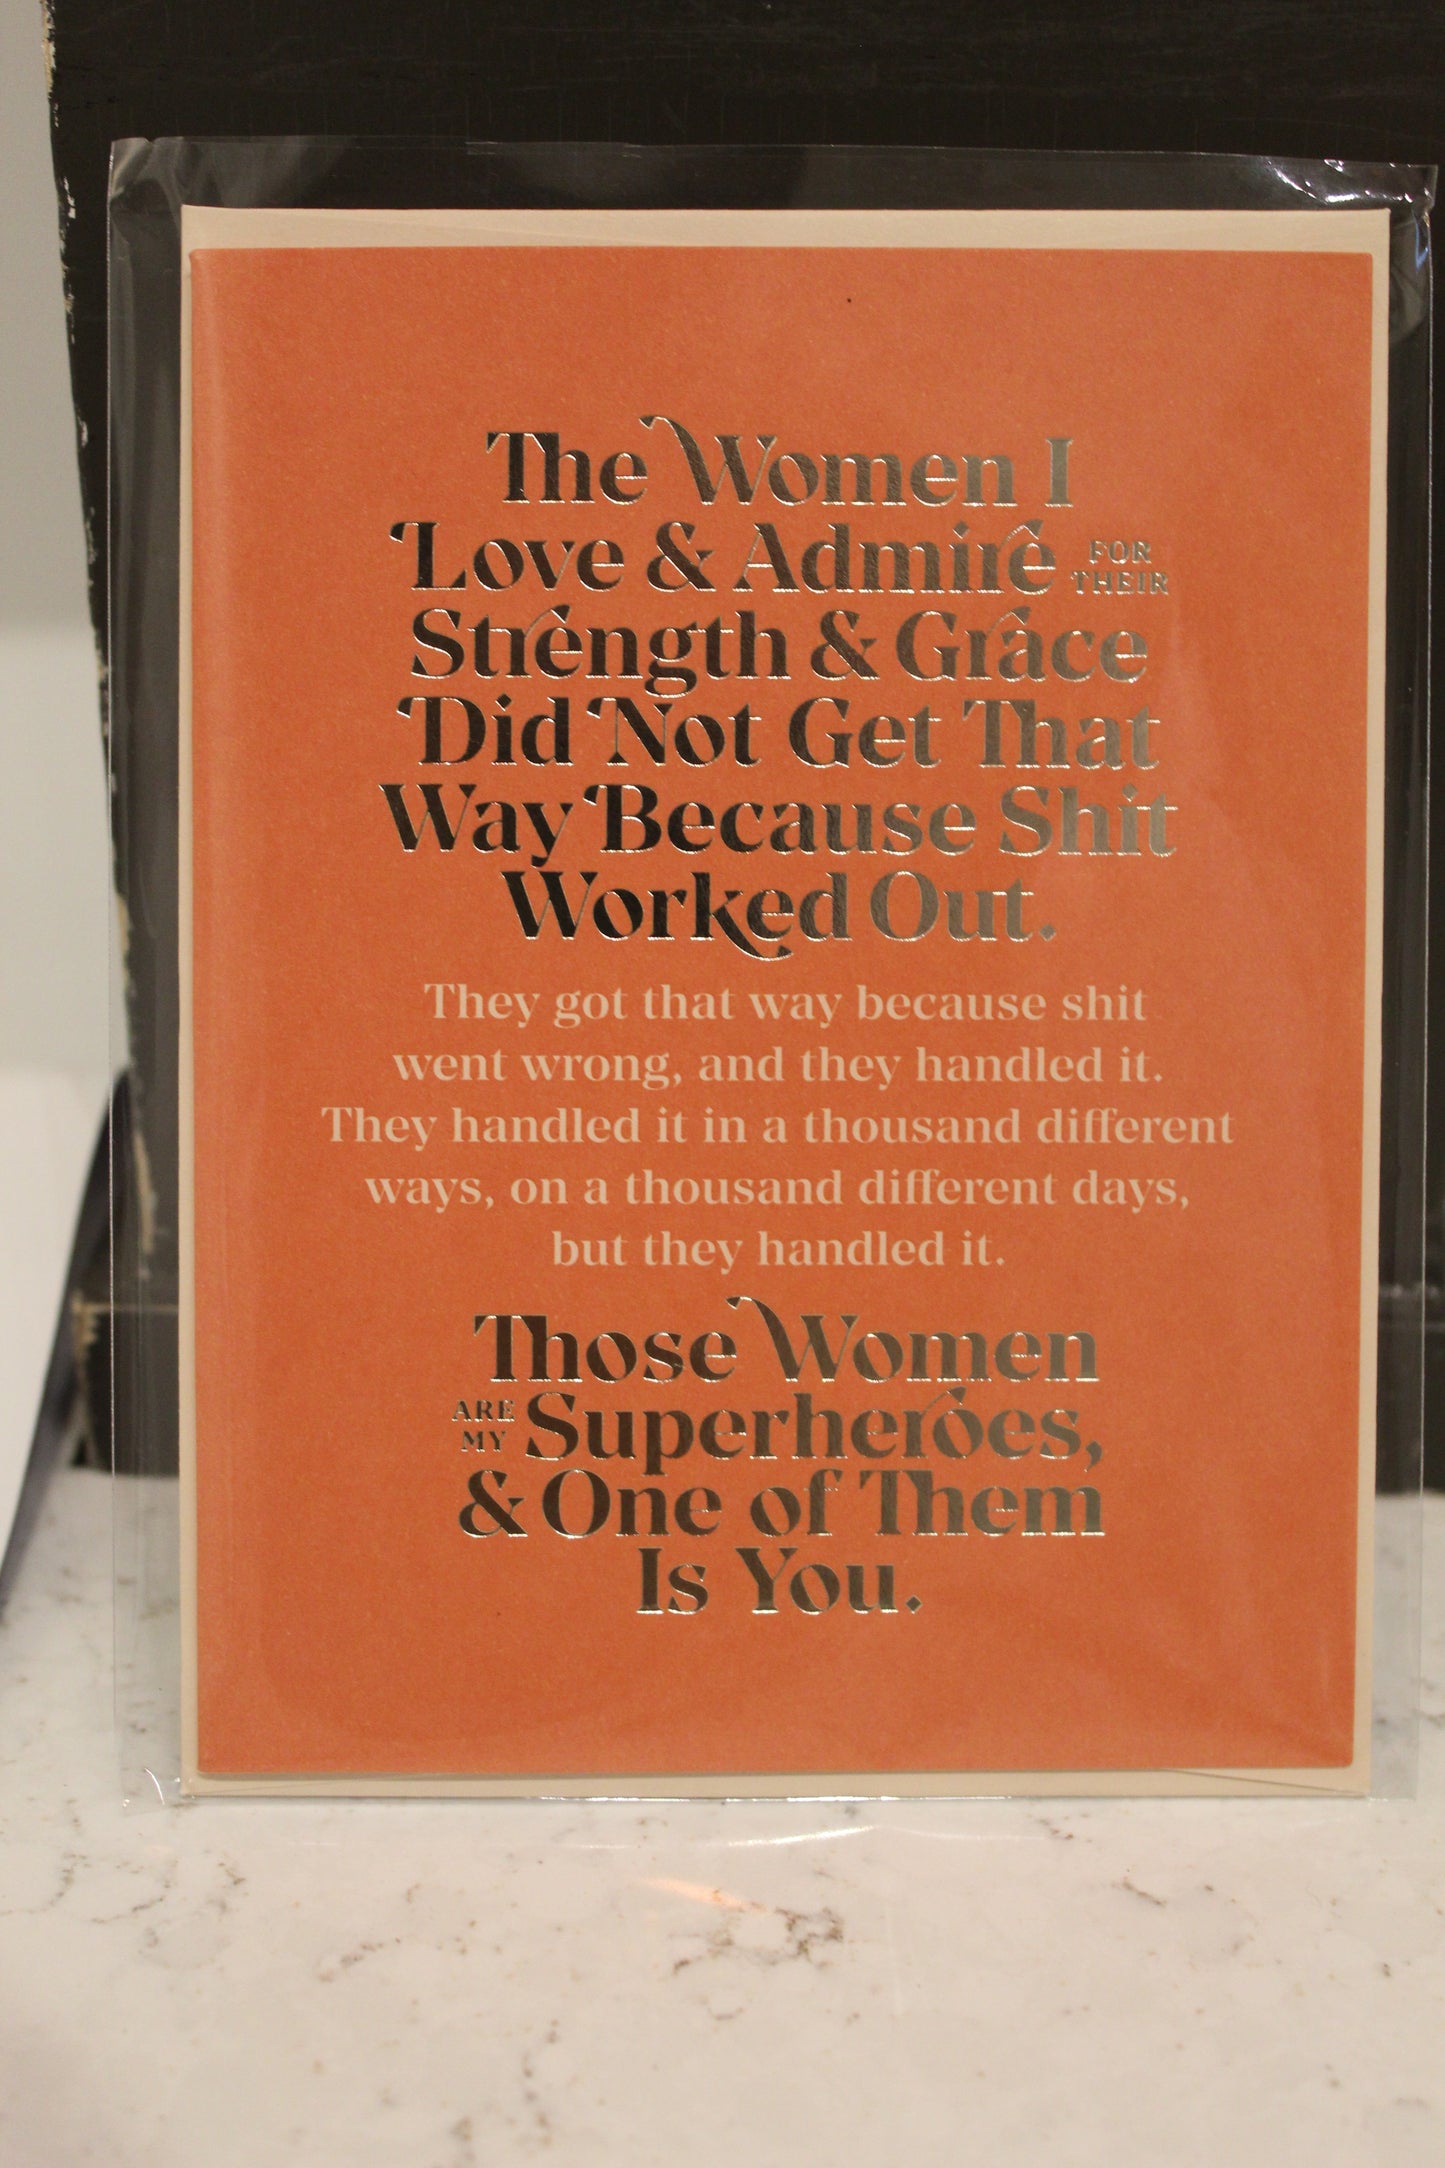 The Women I
Love & Admire FOR THEIR
Strength & Grace
Did Not Get That
Way Because Shit
Worked Out.
They got that way because shit
went wrong, and they handled it.
They handled it in a thousand different
ways, on a thousand different days,
but they handled it.
Those Women
ARE MY Superheroes,
& One of Them
Is You.